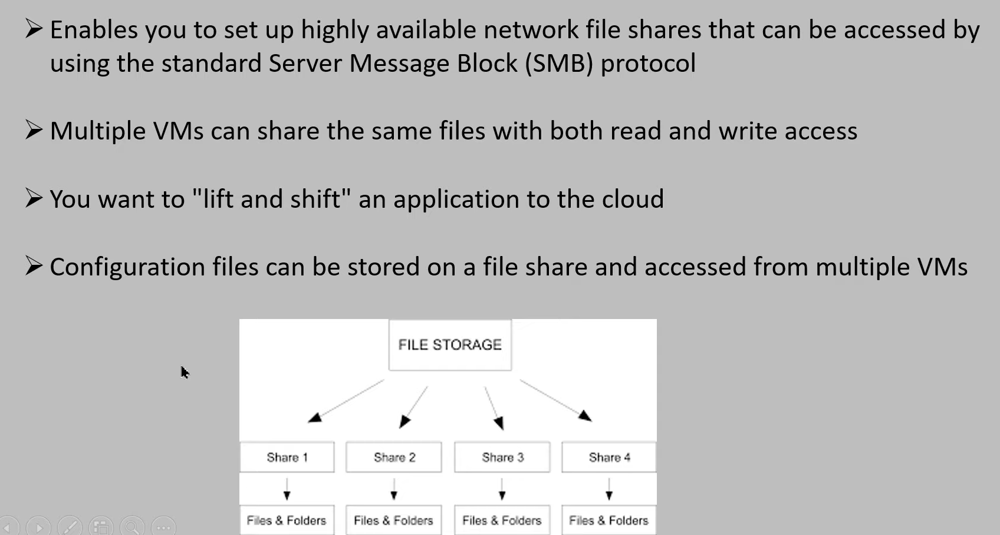 Enables you to set up highly available network file shares that can be accessed by
using the standard Server Message Block (SMB) protocol
Multiple VMs can share the same files with both read and write access
You want to "lift and shift" an application to the cloud
Configuration files can be stored on a file share and accessed from multiple VMs
FILE STORAGE
Share 1 Share 2 Share 3 Share 4
Files & Folders Files & Folders Files & Folders Files & Folders